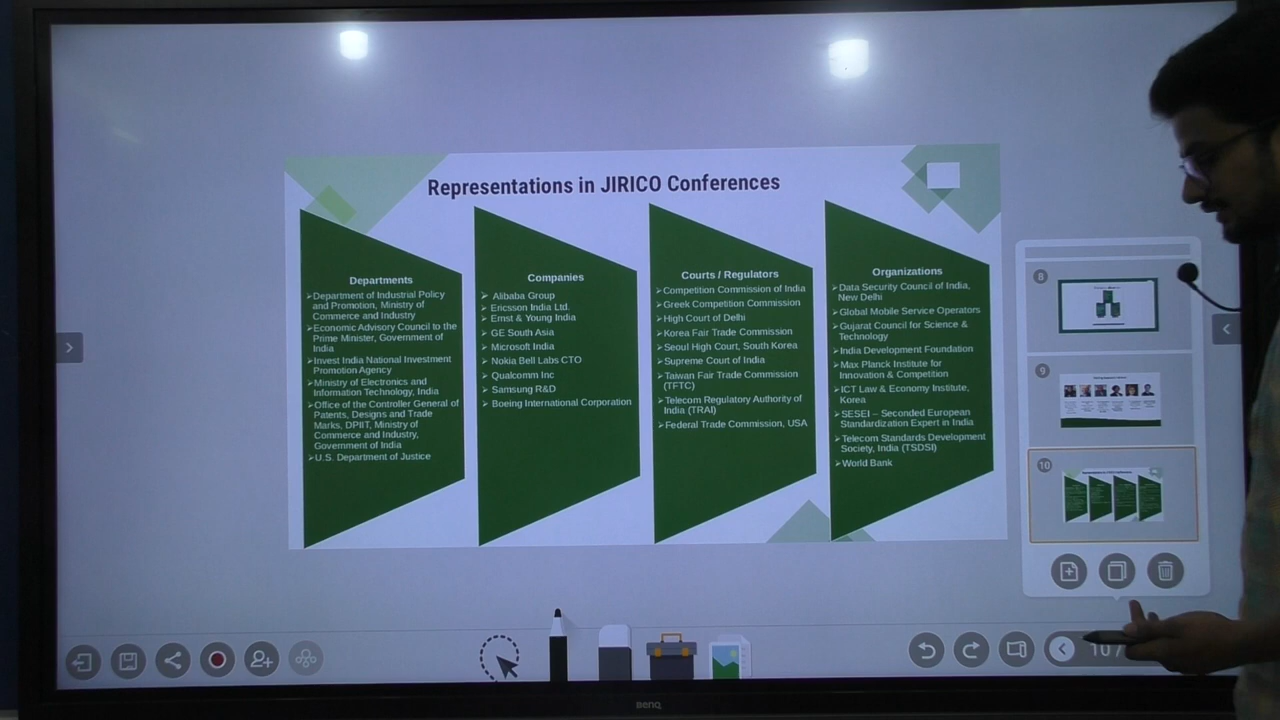 Representations in JIRICO Conferences
Departments
➢Department of Industrial Policy
and Promotion, Ministry of
Commerce and Industry
➢Economic Advisory Council to the
Prime Minister, Government of
India
➢Invest India National Investment
Promotion Agency
➢Ministry of Electronics and
Information Technology, India
➢Office of the Controller General of
Patents, Designs and Trade
Marks, DPIIT, Ministry of
Commerce and Industry,
Government of India
➢U.S. Department of Justice
Companies
➢ Alibaba Group
➢ Ericsson India Ltd.
➢ Ernst & Young India
➢ GE South Asia
➢ Microsoft India
➢ Nokia Bell Labs CTO
➢ Qualcomm Inc
➢ Samsung R&D
➢ Boeing International Corporation
Courts / Regulators
➢Competition Commission of India
➢Greek Competition Commission
➢High Court of Delhi
➢Korea Fair Trade Commission
➢Seoul High Court, South Korea
➢Supreme Court of India
➢Taiwan Fair Trade Commission
(TFTC)
➢Telecom Regulatory Authority of
India (TRAI)
➢Federal Trade Commission, USA
Organizations
➢Data Security Council of India,
New Delhi
➢Global Mobile Service Operators
➢Gujarat Council for Science &
Technology
➢India Development Foundation
➢Max Planck Institute for
Innovation & Competition
➢ICT Law & Economy Institute,
Korea
➢SESEI – Seconded European
Standardization Expert in India
➢Telecom Standards Development
Society, India (TSDSI)
➢World Bank
8
9
10
10/
BenQ